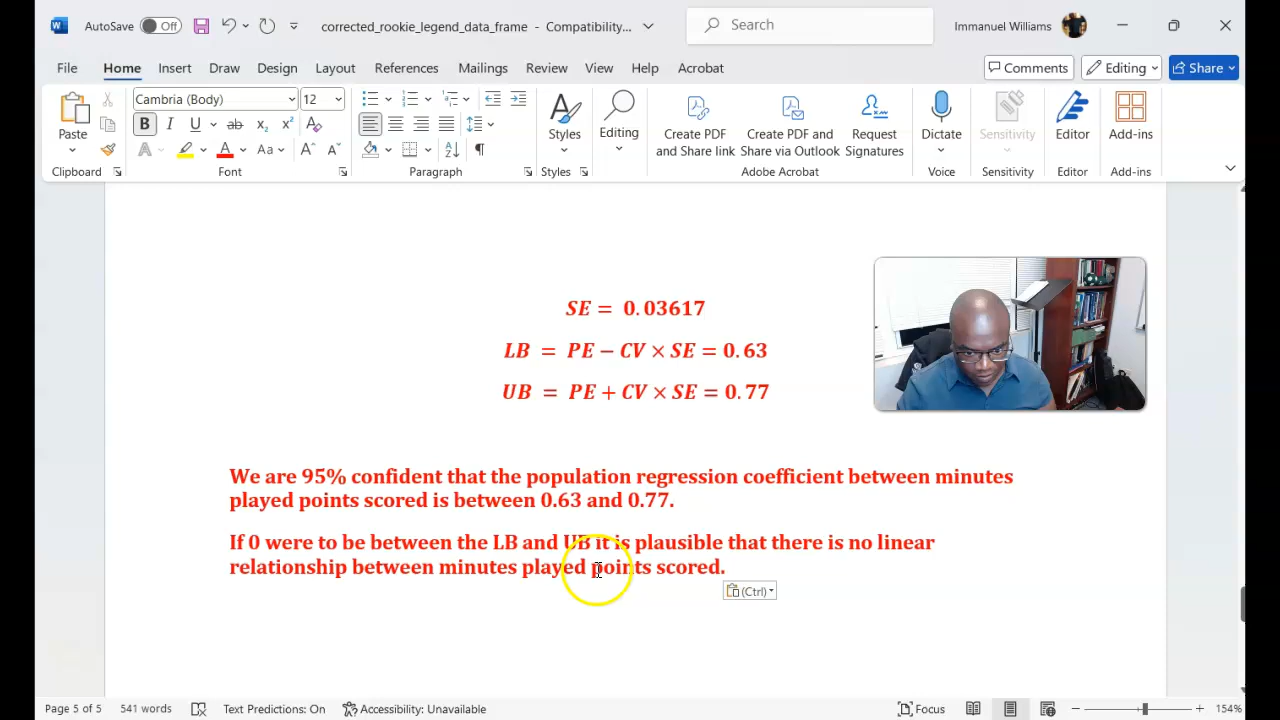 AutoSave Off corrected_rookie_legend_data_frame - Compatibility... Search Immanuel Williams
File Home Insert Draw Design Layout References Mailings Review View Help Acrobat Comments Editing Share
Cambria (Body) 12
Paste
B I U ab x₂ x² A
A A Aa A A
Styles
Editing
Create PDF and Share link
Create PDF and Share via Outlook
Request Signatures
Dictate
Sensitivity
Editor
Add-ins
Clipboard Font Paragraph Styles Adobe Acrobat Voice Sensitivity Editor Add-ins
SE = 0.03617
LB = PE − CV × SE = 0.63
UB = PE + CV × SE = 0.77
We are 95% confident that the population regression coefficient between minutes
played points scored is between 0.63 and 0.77.
If 0 were to be between the LB and UB it is plausible that there is no linear
relationship between minutes played points scored.
(Ctrl)
Page 5 of 5 541 words Text Predictions: On Accessibility: Unavailable Focus 154%